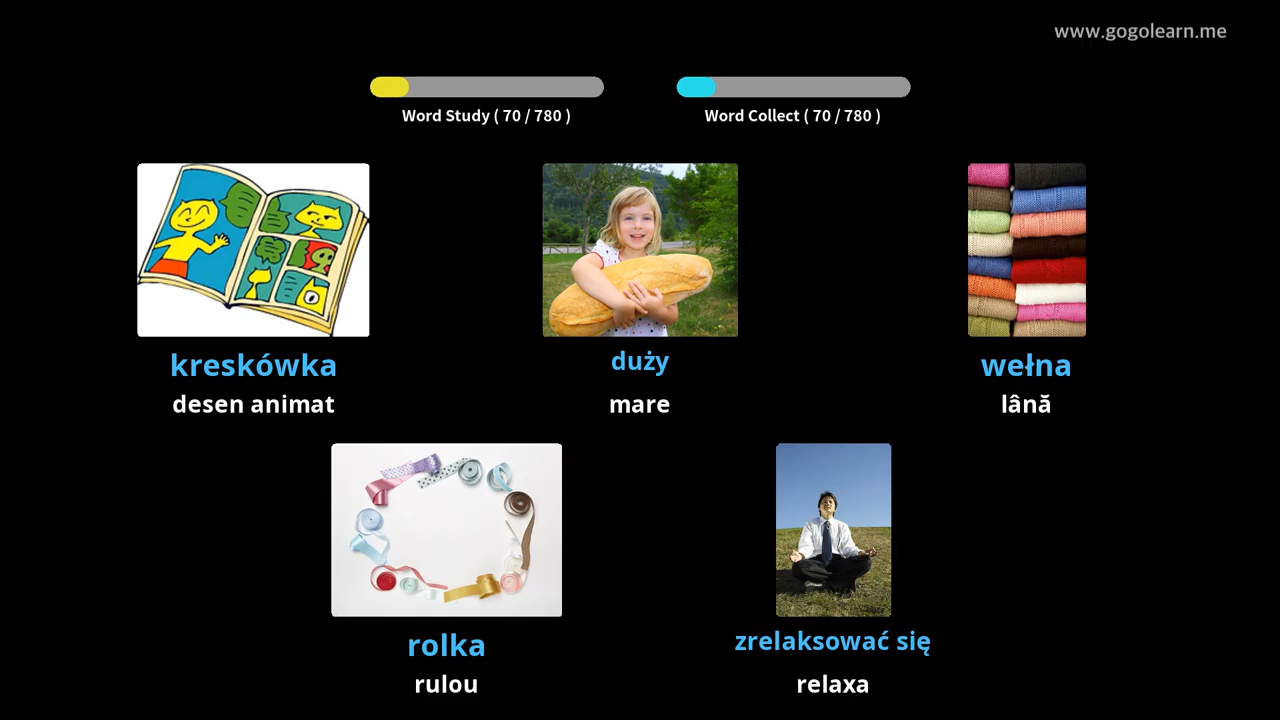 www.gogolearn.me
Word Study ( 70 / 780 )
Word Collect ( 70 / 780 )
kreskówka
desen animat
duży
mare
wełna
lână
rolka
rulou
zrelaksować się
relaxa